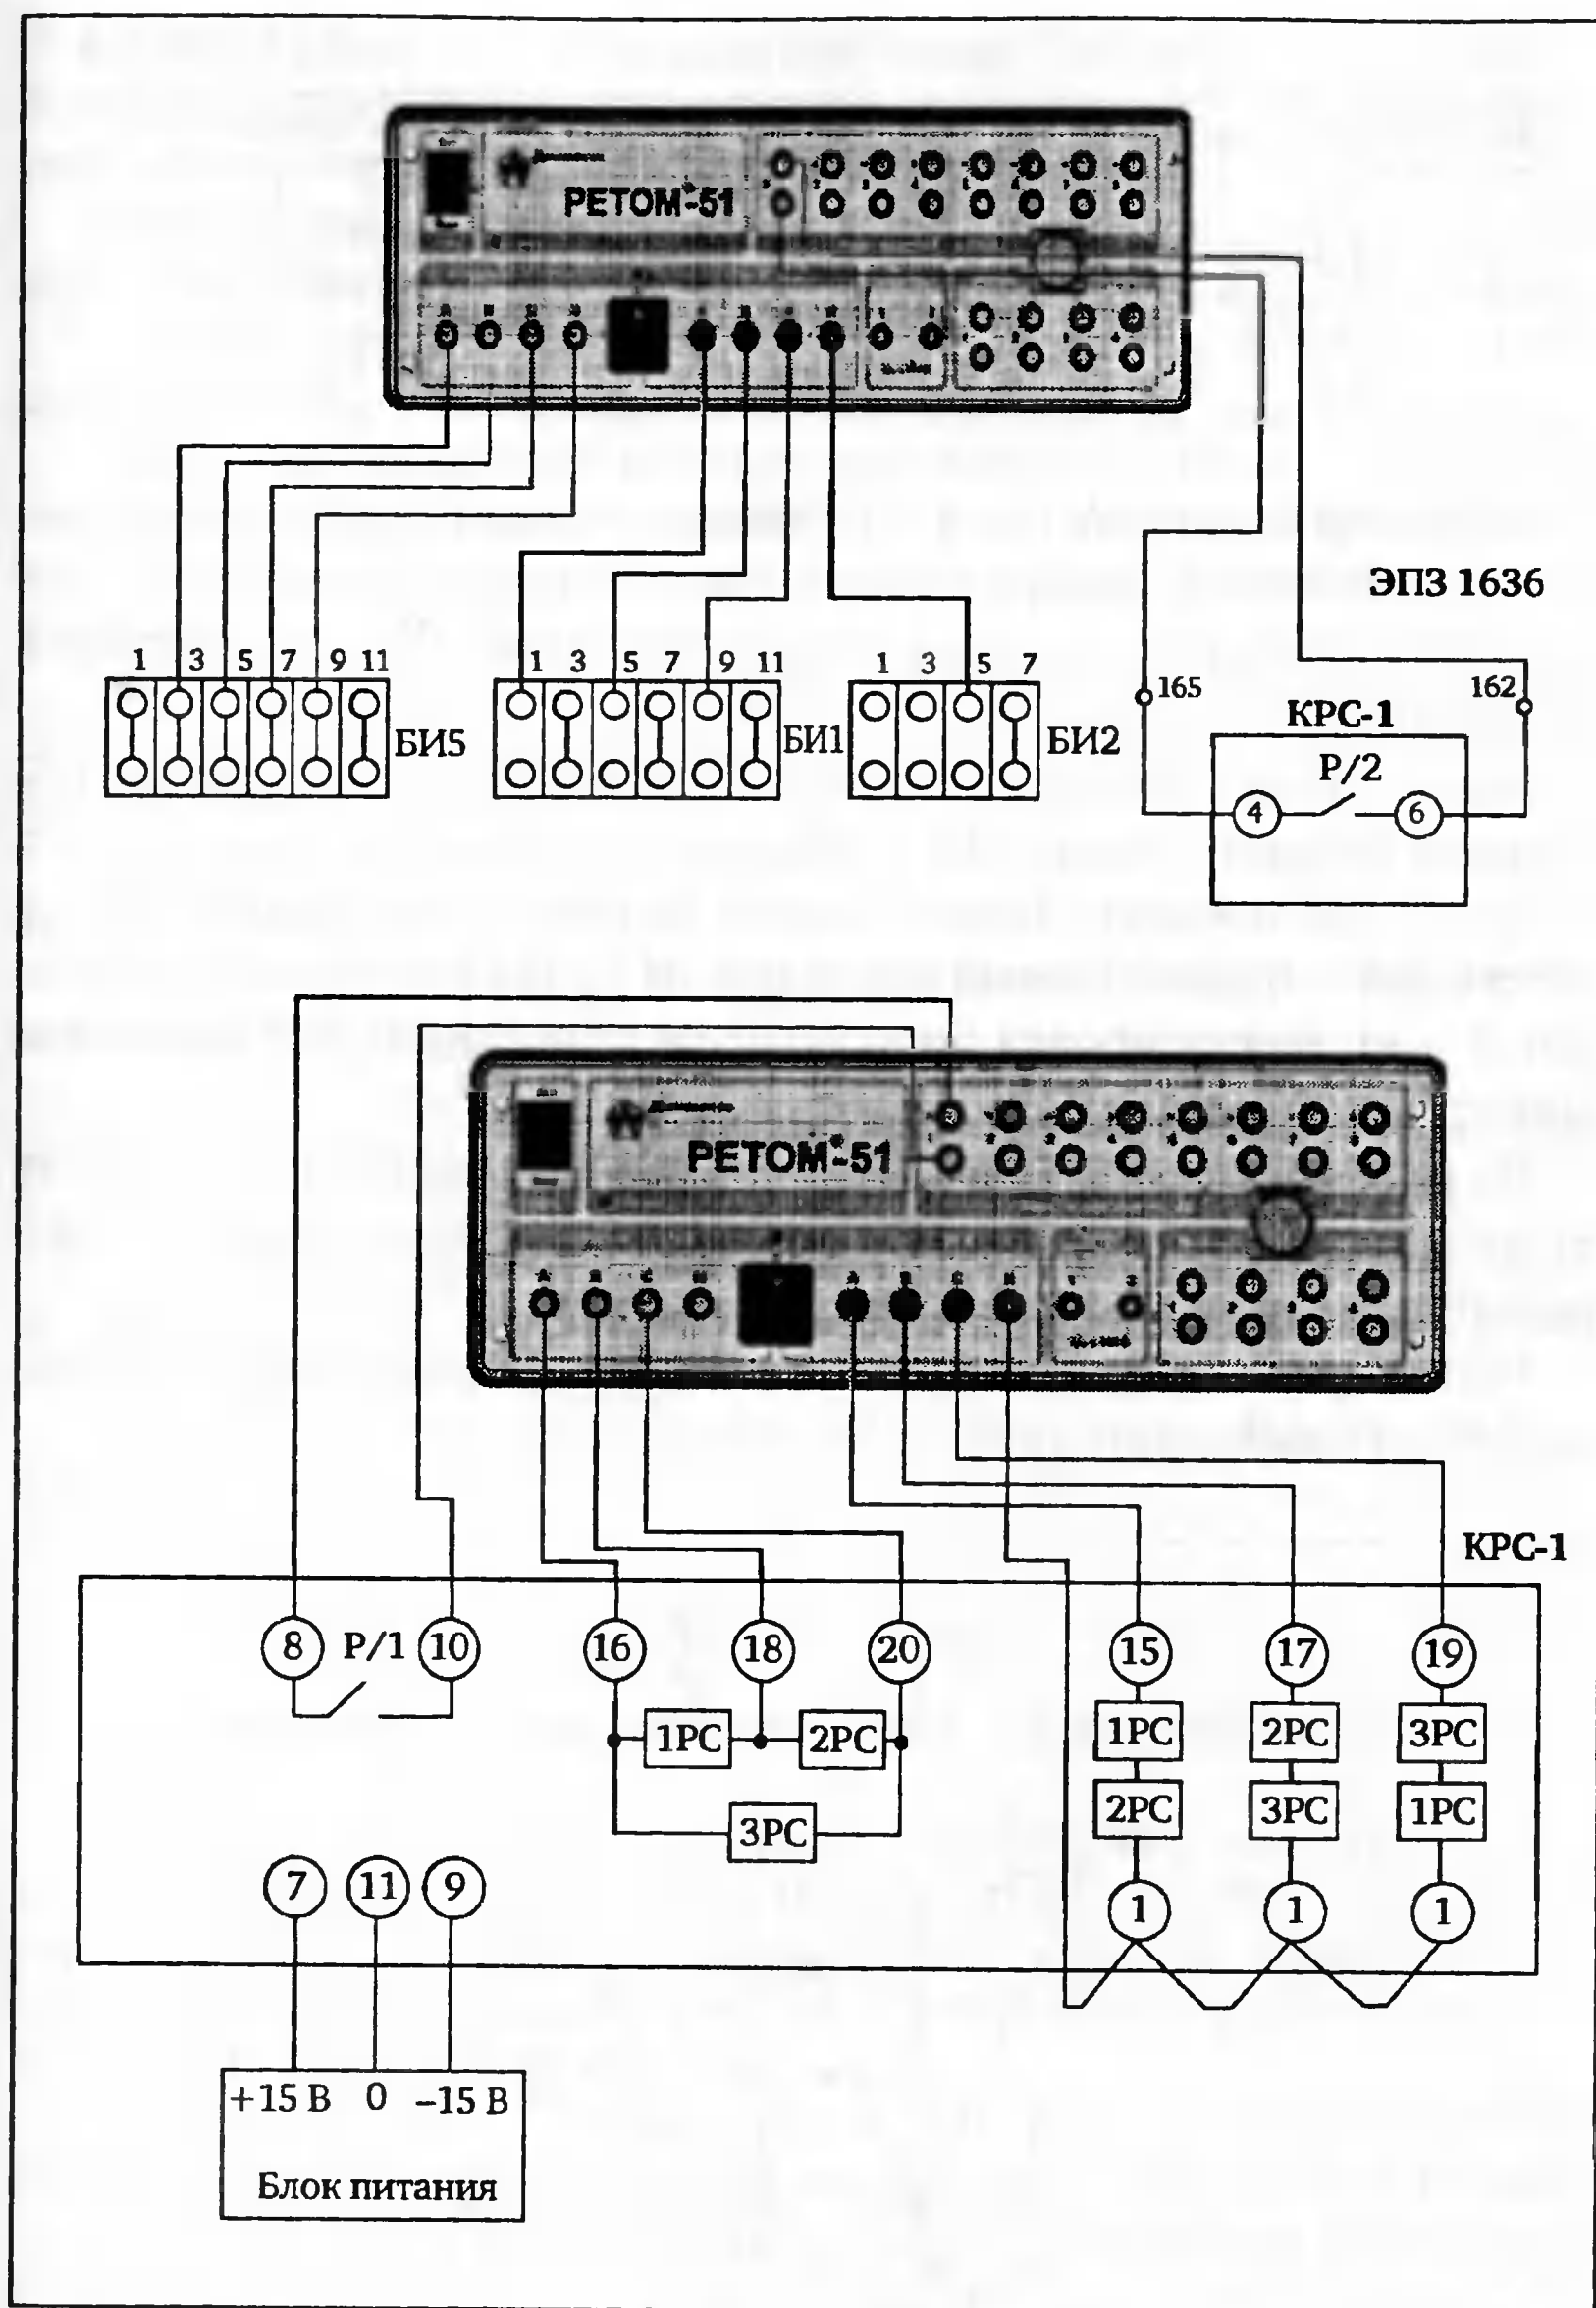 РЕТОМ-51
ЭПЗ 1636
1 3 5 7 9 11
БИ5
1 3 5 7 9 11
БИ1
1 3 5 7
БИ2
165
162
КРС-1
Р/2
4
6
РЕТОМ-51
A B C N
A B C N
КРС-1
8 Р/1 10
16 18 20
15 17 19
1РС 2РС
3РС
1РС 2РС 3РС
2РС 3РС 1РС
7 11 9
1 1 1
+15 В 0 –15 В
Блок питания